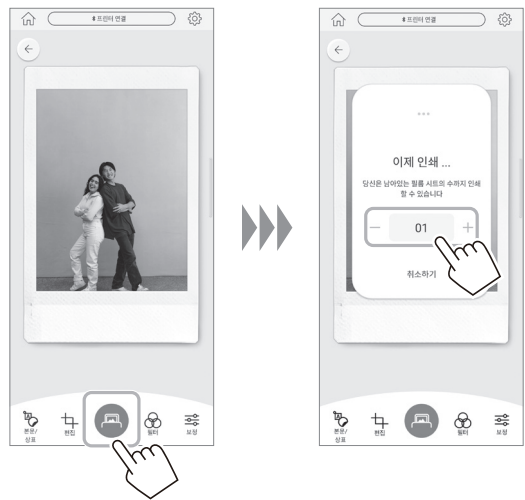 프린터 연결
본문/
상표
편집
필터
보정
프린터 연결
이제 인쇄 ...
당신은 남아있는 필름 시트의 수까지 인쇄
할 수 있습니다
01
취소하기
본문/
상표
편집
필터
보정